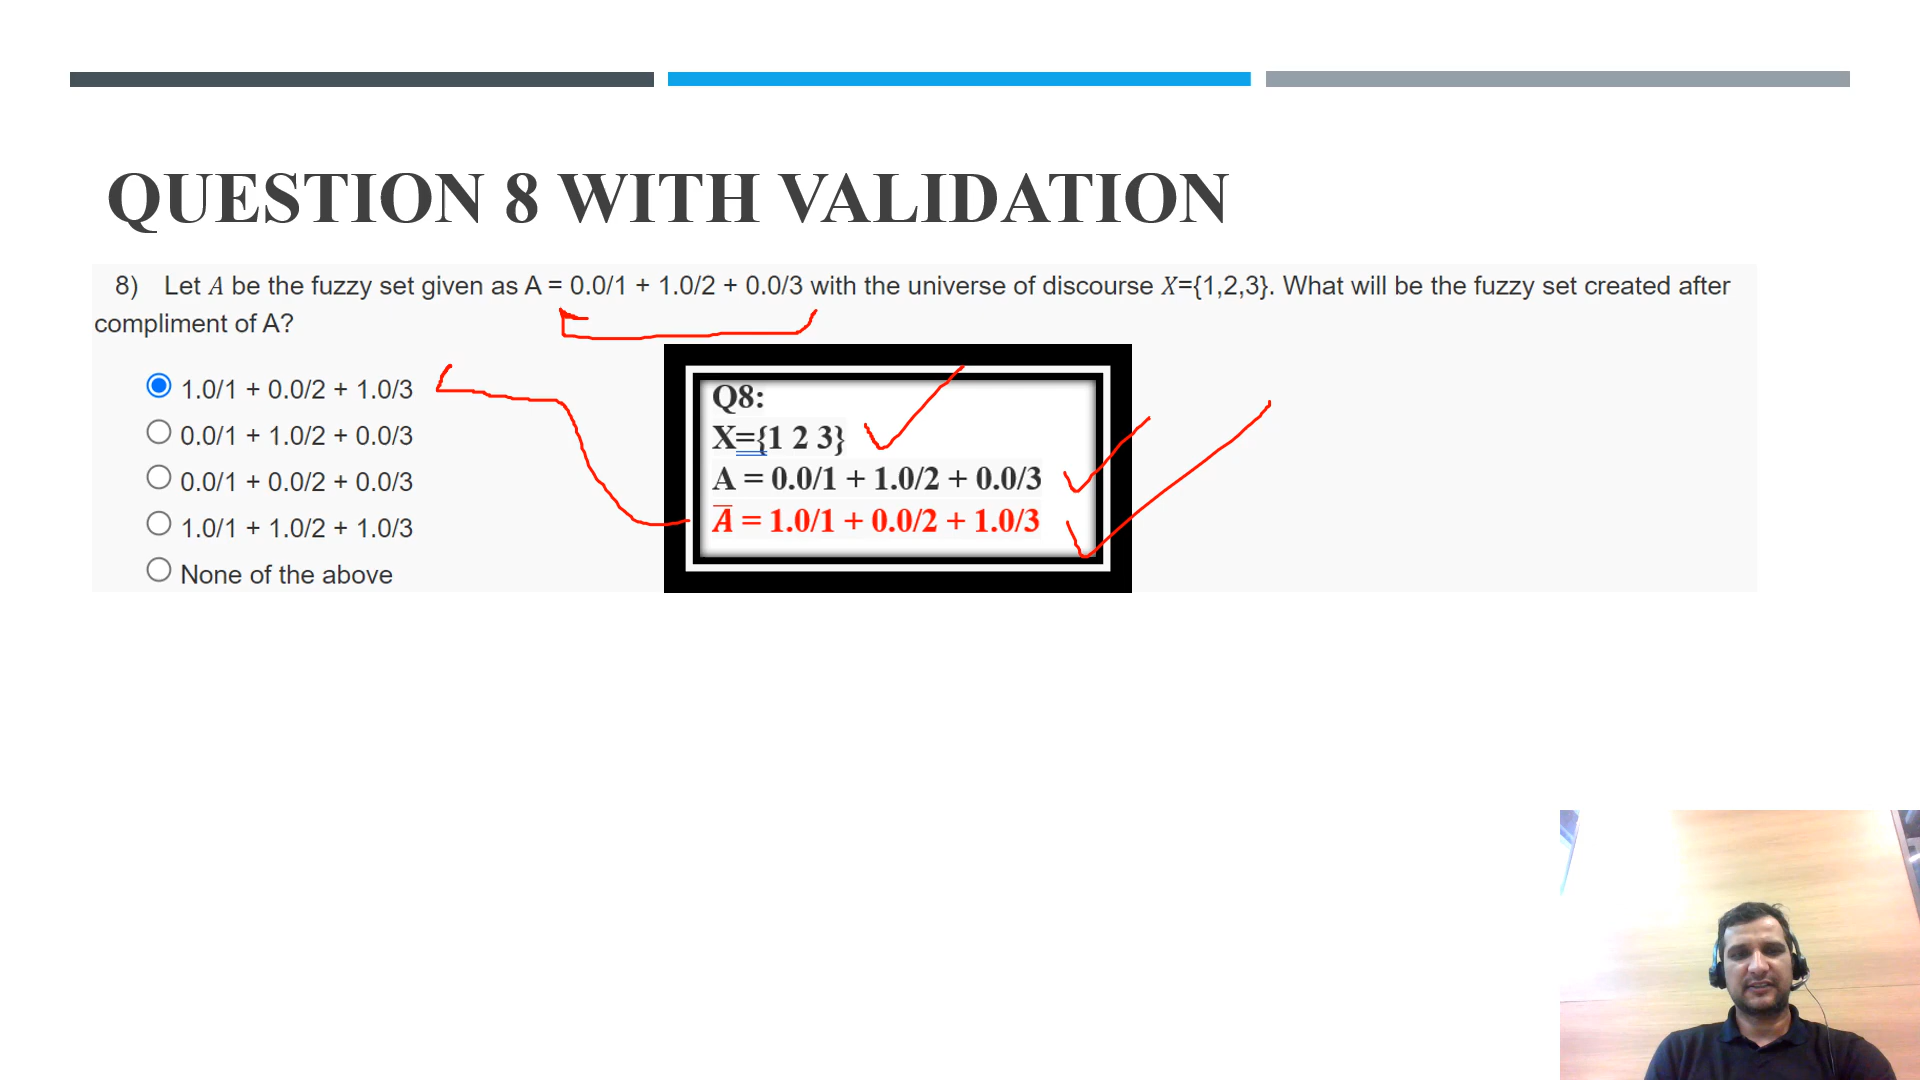 QUESTION 8 WITH VALIDATION
8) Let A be the fuzzy set given as A = 0.0/1 + 1.0/2 + 0.0/3 with the universe of discourse X={1,2,3}. What will be the fuzzy set created after
compliment of A?
1.0/1 + 0.0/2 + 1.0/3
0.0/1 + 1.0/2 + 0.0/3
0.0/1 + 0.0/2 + 0.0/3
1.0/1 + 1.0/2 + 1.0/3
None of the above
Q8:
X={1 2 3}
A = 0.0/1 + 1.0/2 + 0.0/3
A̅ = 1.0/1 + 0.0/2 + 1.0/3